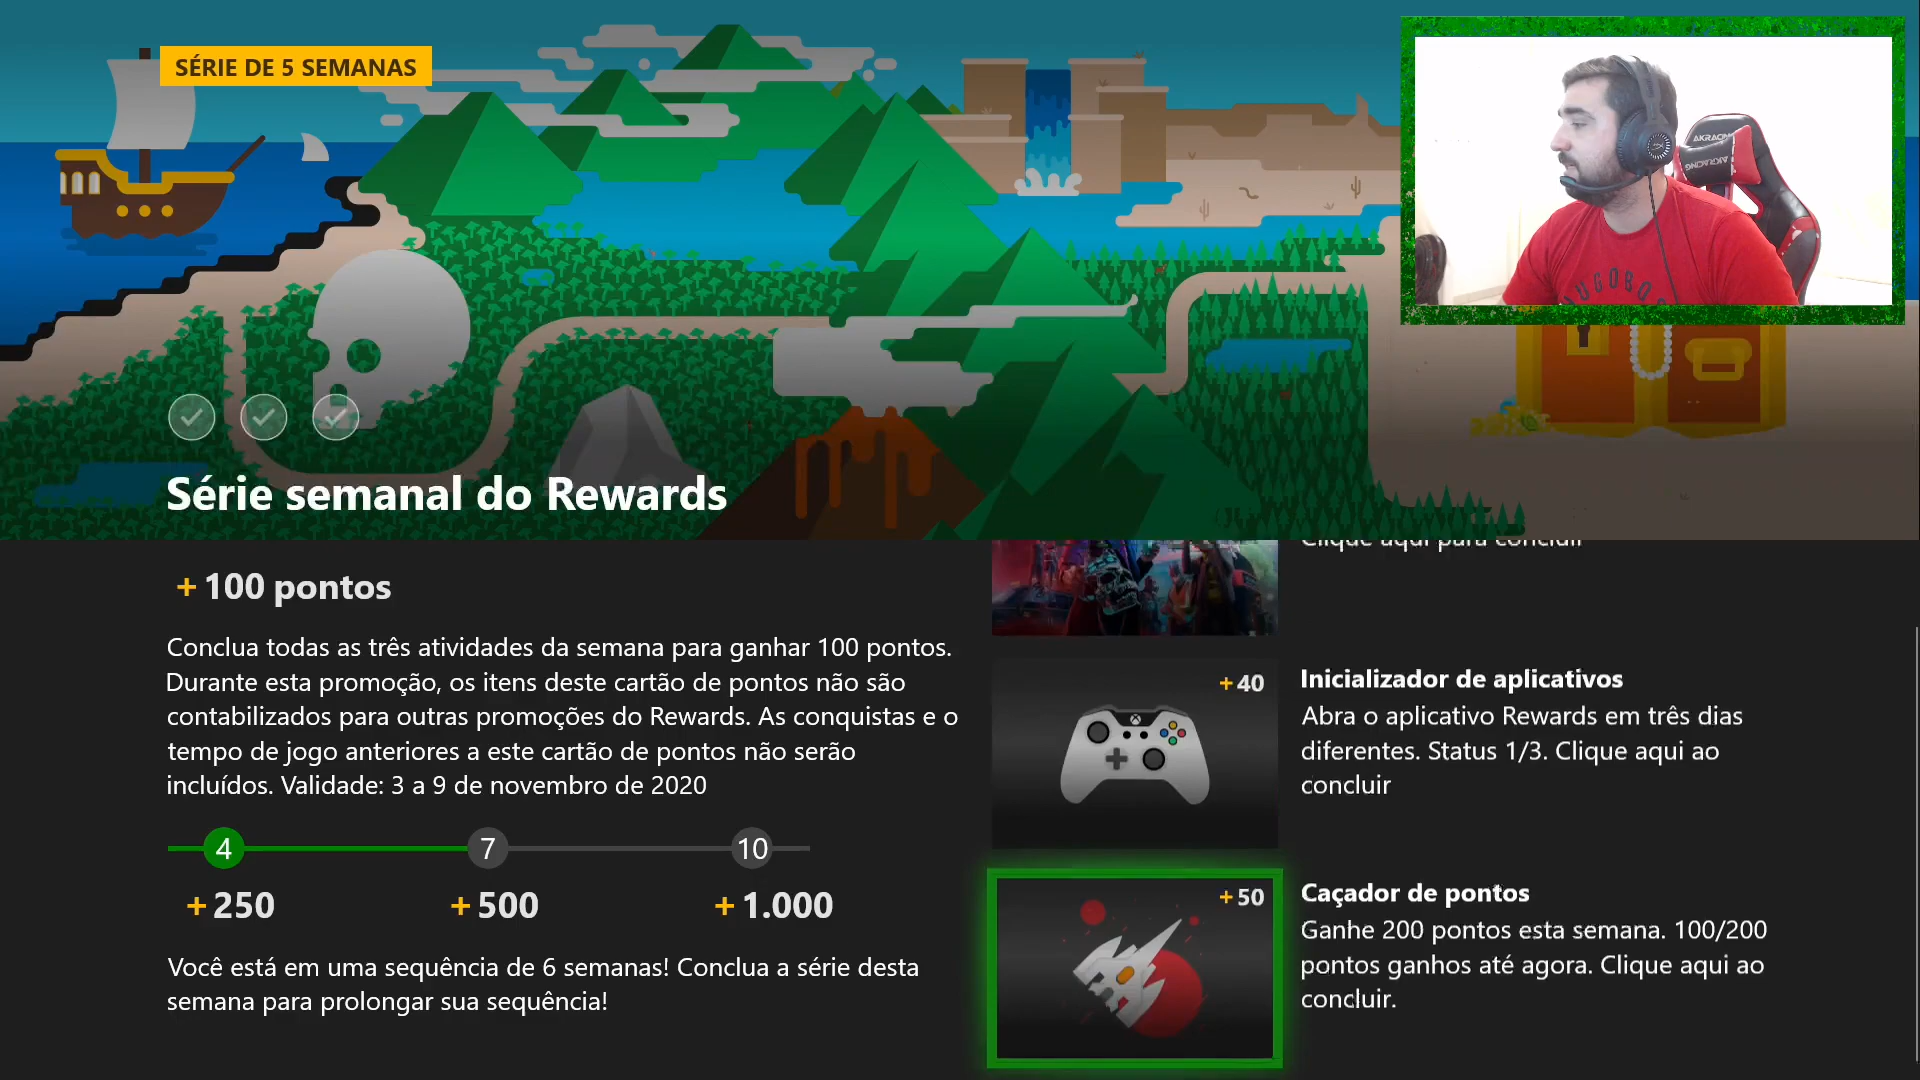 SÉRIE DE 5 SEMANAS
AKRACING
AKRACING
Série semanal do Rewards
+100 pontos
Conclua todas as três atividades da semana para ganhar 100 pontos.
Durante esta promoção, os itens deste cartão de pontos não são
contabilizados para outras promoções do Rewards. As conquistas e o
tempo de jogo anteriores a este cartão de pontos não serão
incluídos. Validade: 3 a 9 de novembro de 2020
4 7 10
+250 +500 +1.000
Você está em uma sequência de 6 semanas! Conclua a série desta
semana para prolongar sua sequência!
Clique aqui para concluir
+40
Inicializador de aplicativos
Abra o aplicativo Rewards em três dias
diferentes. Status 1/3. Clique aqui ao
concluir
+50
Caçador de pontos
Ganhe 200 pontos esta semana. 100/200
pontos ganhos até agora. Clique aqui ao
concluir.